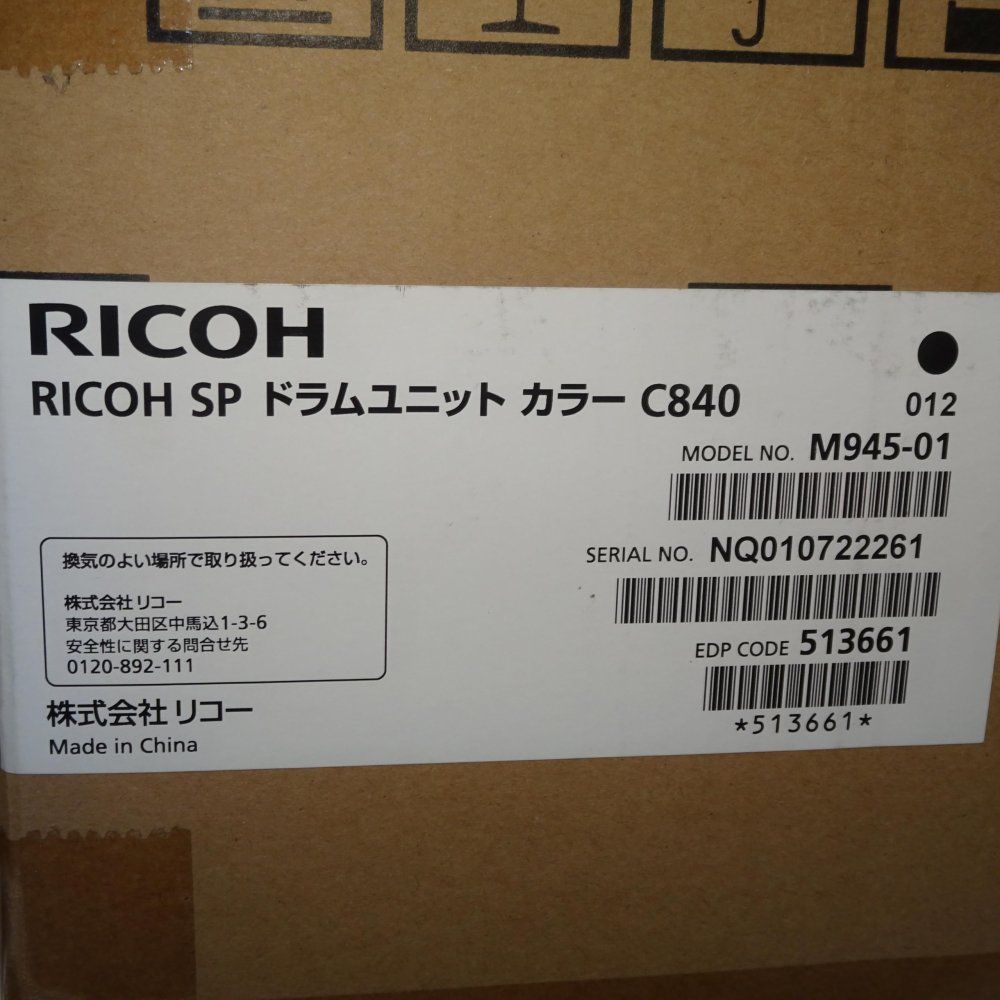 RICOH
RICOH SP ドラムユニット カラー C840
012
MODEL NO. M945-01
SERIAL NO. NQ010722261
EDP CODE 513661
*513661*
換気のよい場所で取り扱ってください。
株式会社リコー
東京都大田区中馬込1-3-6
安全性に関する問合せ先
0120-892-111
株式会社リコー
Made in China